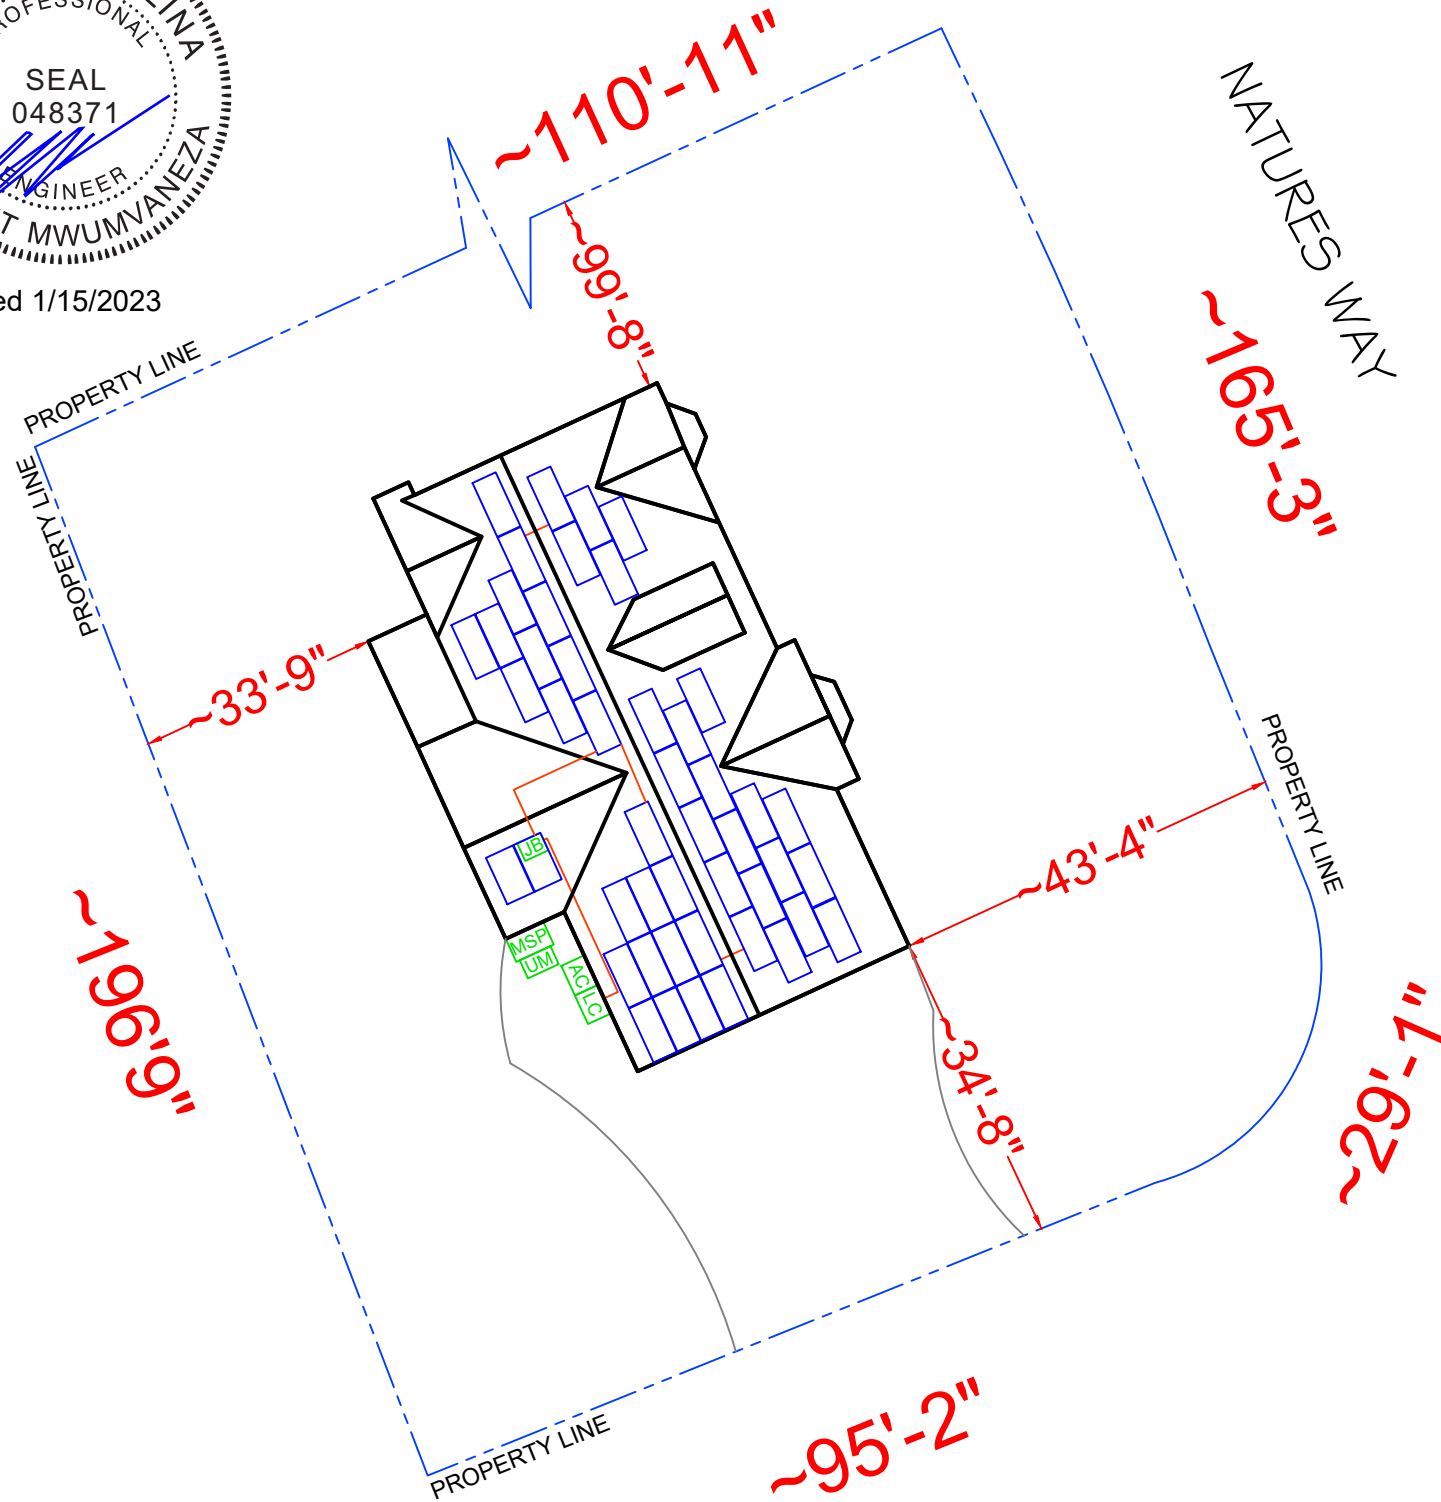 PROFESSIONAL
SEAL
048371
ENGINEER
MWUMVANEZA
1/15/2023
~110'-11"
NATURES WAY
~99'-8"
~165'-3"
PROPERTY LINE
PROPERTY LINE
~33'-9"
PROPERTY LINE
~43'-4"
JB
MSP
UM
AC
LC
~196'9"
~34'-8"
~29'-1"
PROPERTY LINE
~95'-2"